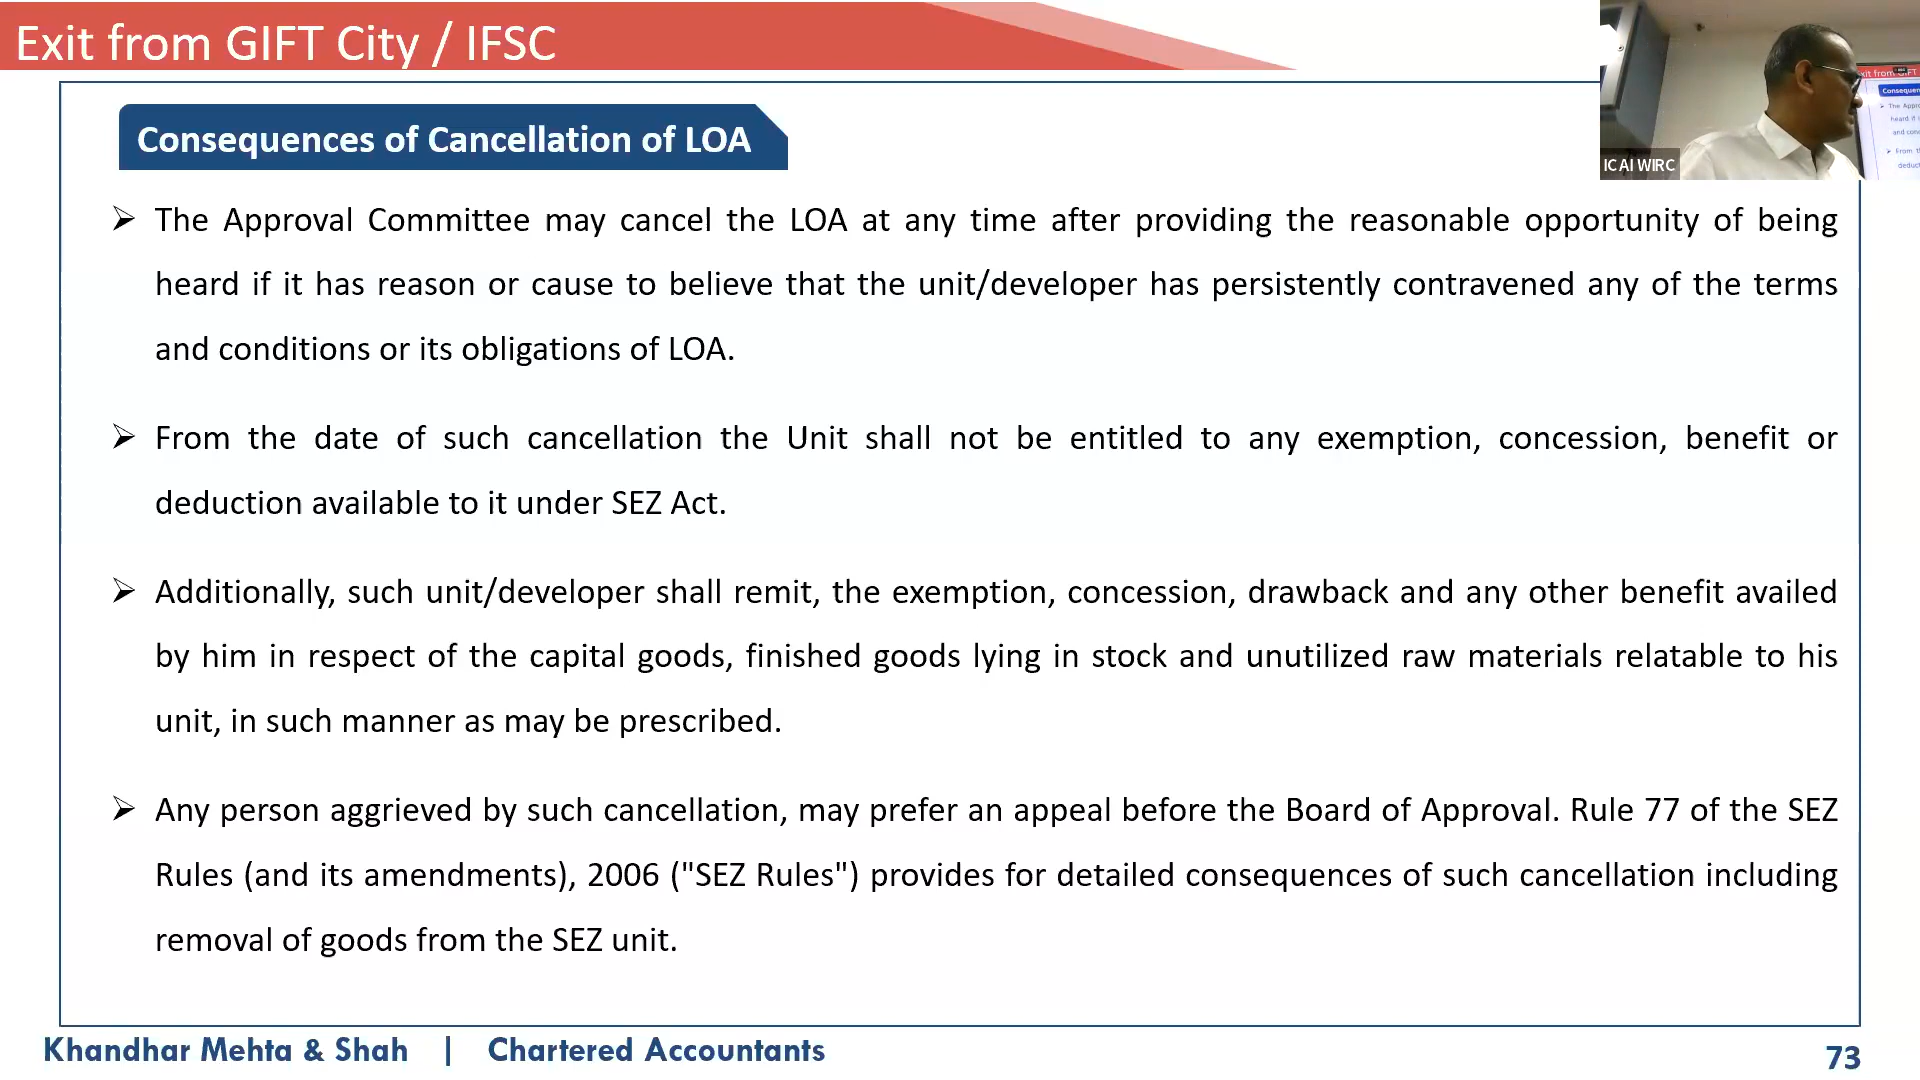 Exit from GIFT City / IFSC
Consequences of Cancellation of LOA
➢ The Approval Committee may cancel the LOA at any time after providing the reasonable opportunity of being
heard if it has reason or cause to believe that the unit/developer has persistently contravened any of the terms
and conditions or its obligations of LOA.
➢ From the date of such cancellation the Unit shall not be entitled to any exemption, concession, benefit or
deduction available to it under SEZ Act.
➢ Additionally, such unit/developer shall remit, the exemption, concession, drawback and any other benefit availed
by him in respect of the capital goods, finished goods lying in stock and unutilized raw materials relatable to his
unit, in such manner as may be prescribed.
➢ Any person aggrieved by such cancellation, may prefer an appeal before the Board of Approval. Rule 77 of the SEZ
Rules (and its amendments), 2006 ("SEZ Rules") provides for detailed consequences of such cancellation including
removal of goods from the SEZ unit.
Khandhar Mehta & Shah | Chartered Accountants
73
ICAI WIRC